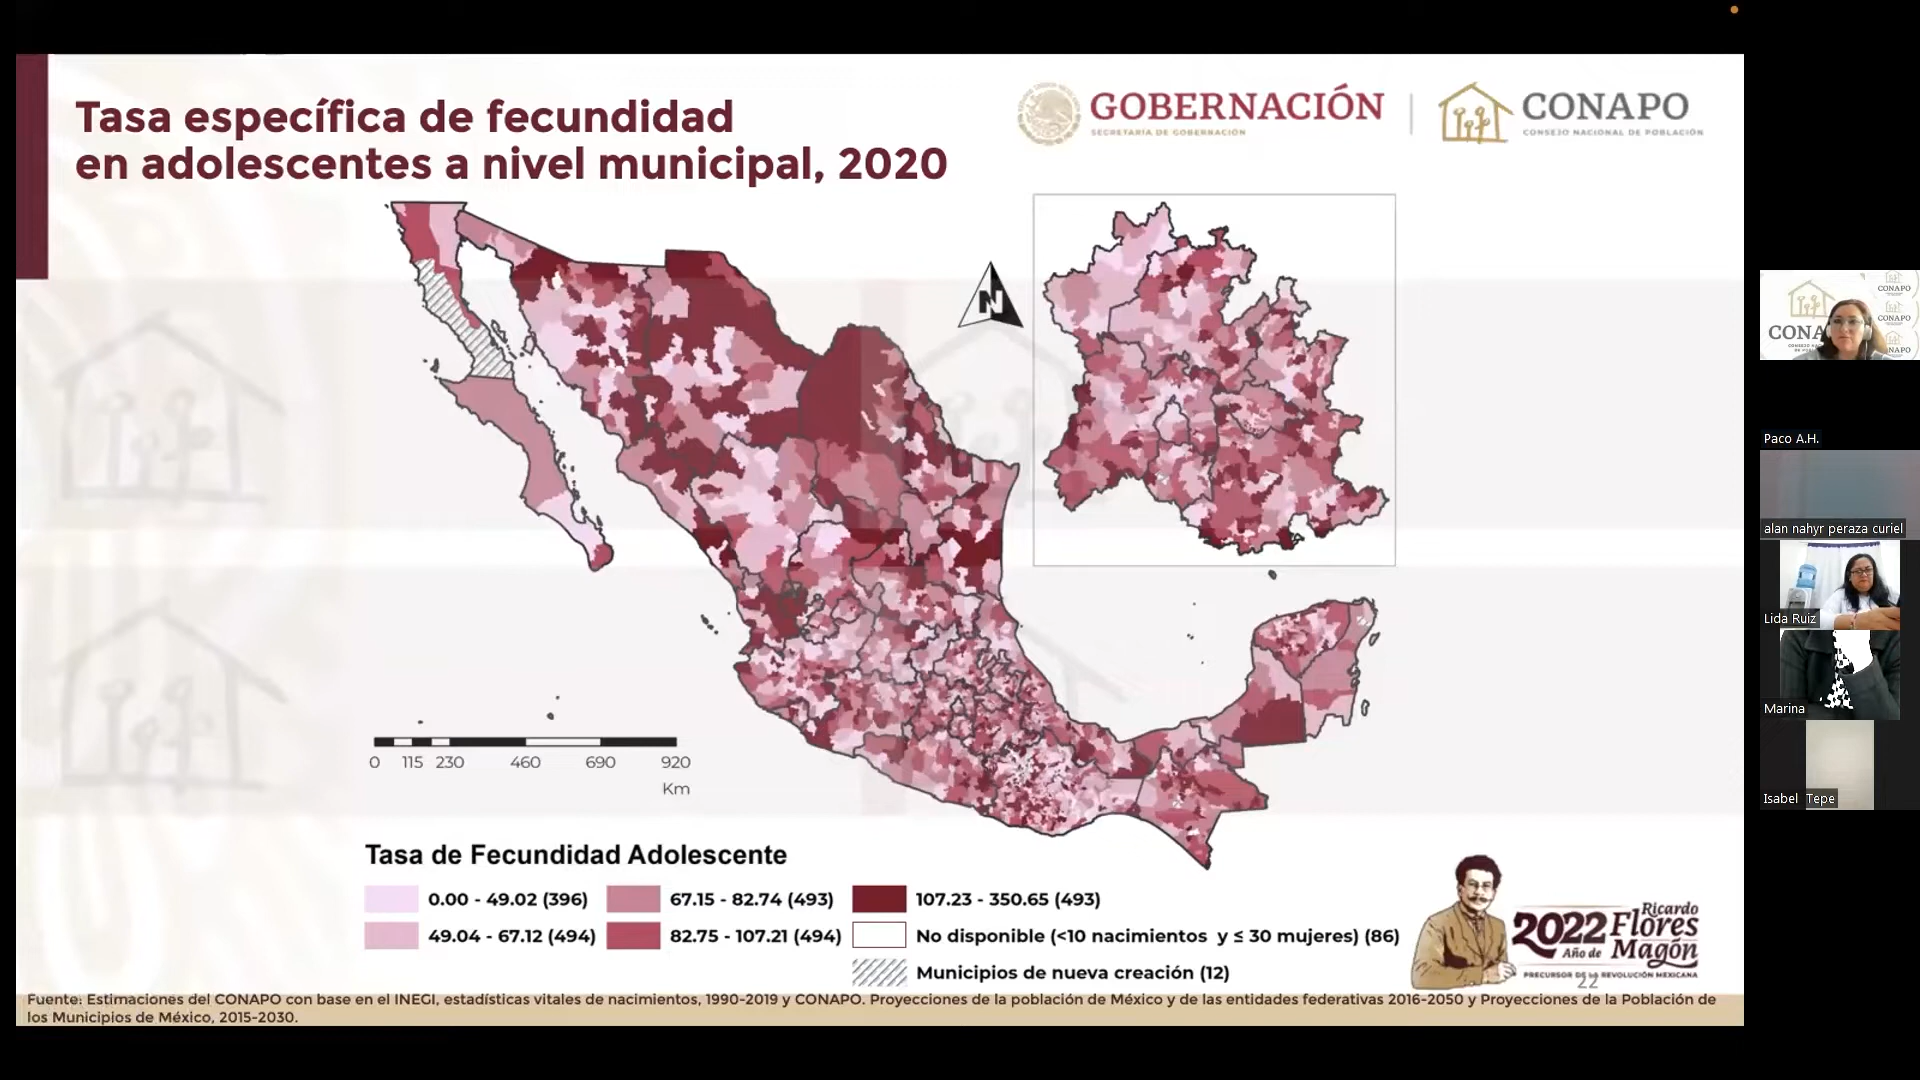 Tasa específica de fecundidad
en adolescentes a nivel municipal, 2020
GOBERNACIÓN
SECRETARÍA DE GOBERNACIÓN
CONAPO
CONSEJO NACIONAL DE POBLACIÓN
N
0 115 230 460 690 920
Km
Tasa de Fecundidad Adolescente
0.00 - 49.02 (396)
49.04 - 67.12 (494)
67.15 - 82.74 (493)
82.75 - 107.21 (494)
107.23 - 350.65 (493)
No disponible (<10 nacimientos y ≤ 30 mujeres) (86)
Municipios de nueva creación (12)
2022 Ricardo
Flores
Año de Magón
PRECURSOR DE LA REVOLUCIÓN MEXICANA
22
Fuente: Estimaciones del CONAPO con base en el INEGI, estadísticas vitales de nacimientos, 1990-2019 y CONAPO. Proyecciones de la población de México y de las entidades federativas 2016-2050 y Proyecciones de la Población de
los Municipios de México, 2015-2030.
CONAPO
CONAPO
Paco A.H.
alan nahyr peraza curiel
Lida Ruiz
Marina
Isabel Tepe